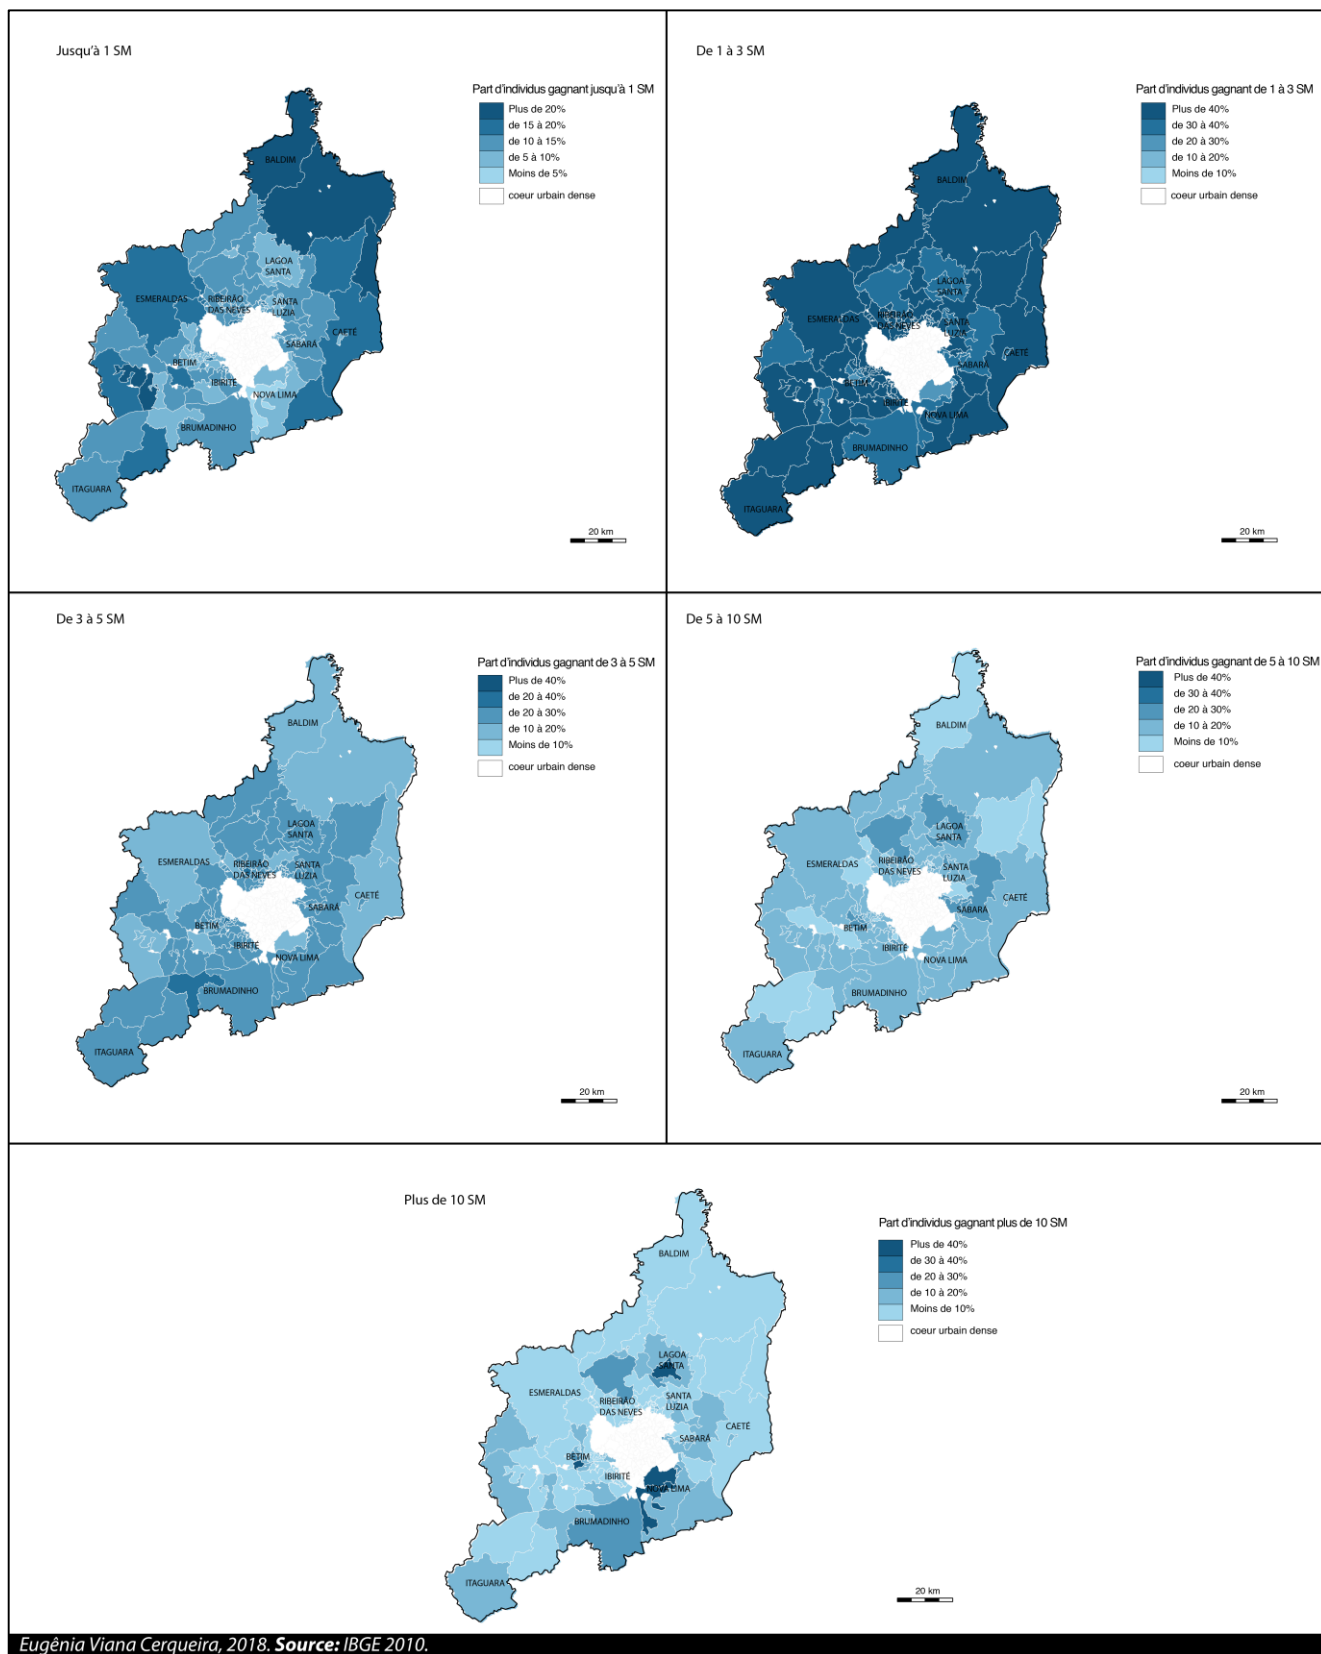 Jusqu'à 1 SM
Part d'individus gagnant jusqu'à 1 SM
Plus de 20%
de 15 à 20%
de 10 à 15%
de 5 à 10%
Moins de 5%
coeur urbain dense
BALDIM
LAGOA
SANTA
ESMERALDAS
RIBEIRÃO
DAS NEVES
SANTA
LUZIA
CAETÉ
SABARÁ
BETIM
IBIRITÉ
NOVA LIMA
BRUMADINHO
ITAGUARA
20 km
De 1 à 3 SM
Part d'individus gagnant de 1 à 3 SM
Plus de 40%
de 30 à 40%
de 20 à 30%
de 10 à 20%
Moins de 10%
coeur urbain dense
BALDIM
LAGOA
SANTA
ESMERALDAS
RIBEIRÃO
DAS NEVES
SANTA
LUZIA
CAETÉ
SABARÁ
BETIM
IBIRITÉ
NOVA LIMA
BRUMADINHO
ITAGUARA
20 km
De 3 à 5 SM
Part d'individus gagnant de 3 à 5 SM
Plus de 40%
de 20 à 40%
de 20 à 30%
de 10 à 20%
Moins de 10%
coeur urbain dense
BALDIM
LAGOA
SANTA
ESMERALDAS
RIBEIRÃO
DAS NEVES
SANTA
LUZIA
CAETÉ
SABARÁ
BETIM
IBIRITÉ
NOVA LIMA
BRUMADINHO
ITAGUARA
20 km
De 5 à 10 SM
Part d'individus gagnant de 5 à 10 SM
Plus de 40%
de 30 à 40%
de 20 à 30%
de 10 à 20%
Moins de 10%
coeur urbain dense
BALDIM
LAGOA
SANTA
ESMERALDAS
RIBEIRÃO
DAS NEVES
SANTA
LUZIA
CAETÉ
SABARÁ
BETIM
IBIRITÉ
NOVA LIMA
BRUMADINHO
ITAGUARA
20 km
Plus de 10 SM
Part d'individus gagnant plus de 10 SM
Plus de 40%
de 30 à 40%
de 20 à 30%
de 10 à 20%
Moins de 10%
coeur urbain dense
BALDIM
LAGOA
SANTA
ESMERALDAS
RIBEIRÃO
DAS NEVES
SANTA
LUZIA
CAETÉ
SABARÁ
BETIM
IBIRITÉ
NOVA LIMA
BRUMADINHO
ITAGUARA
20 km
Eugênia Viana Cerqueira, 2018. Source: IBGE 2010.